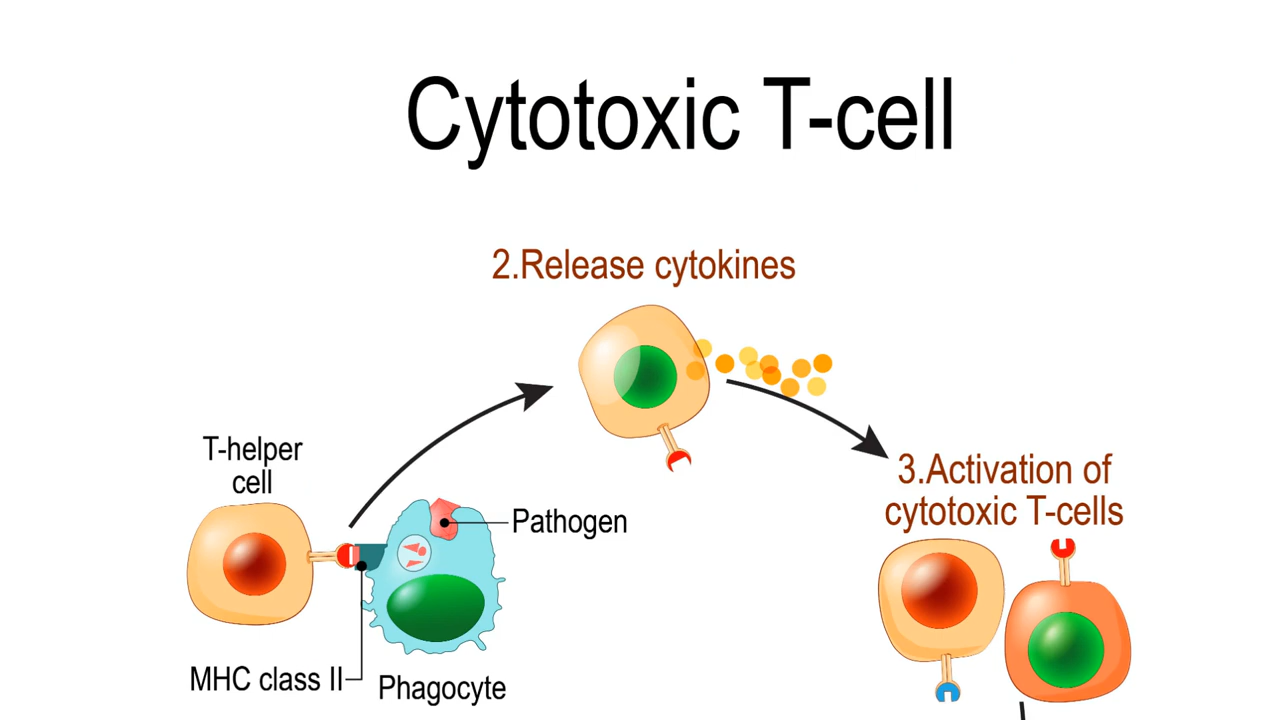 Cytotoxic T-cell
2.Release cytokines
T-helper
cell
Pathogen
MHC class II
Phagocyte
3.Activation of
cytotoxic T-cells